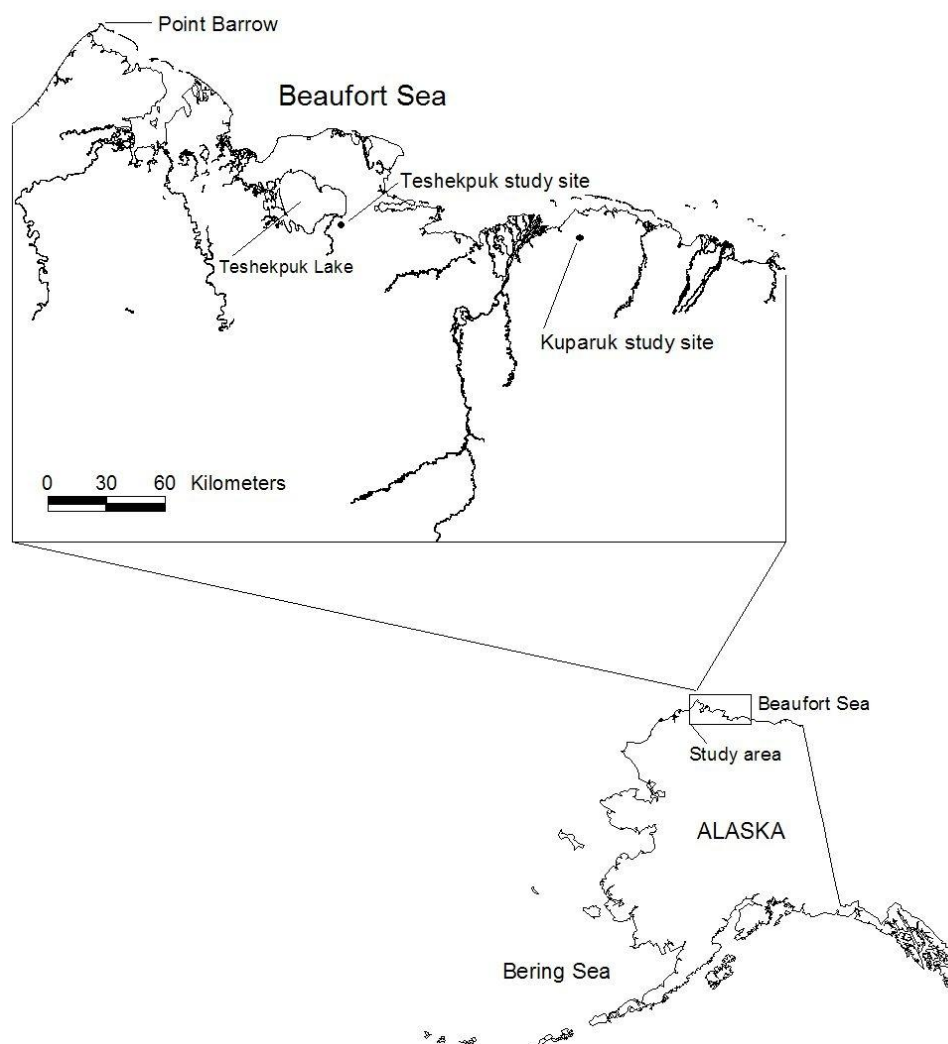 Point Barrow
Beaufort Sea
Teshekpuk study site
Teshekpuk Lake
Kuparuk study site
0 30 60 Kilometers
Beaufort Sea
Study area
ALASKA
Bering Sea